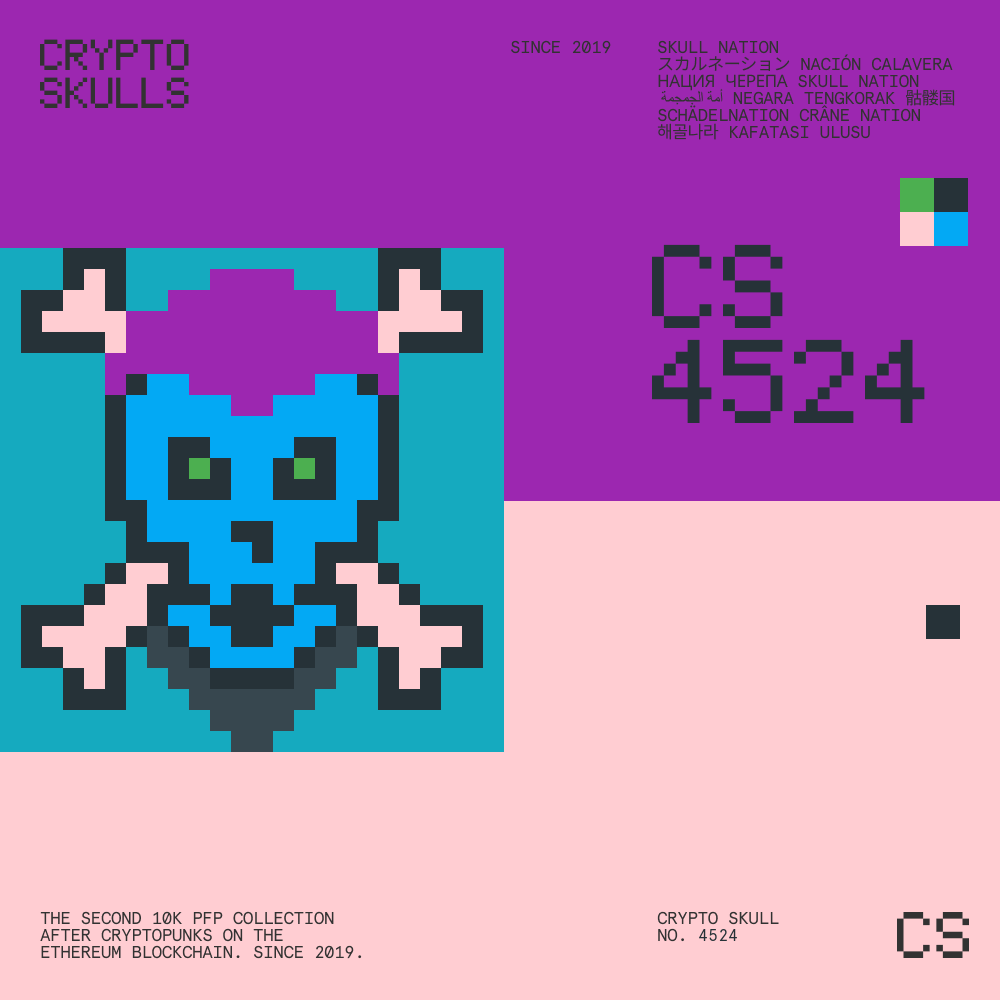 CRYPTO
SKULLS
SINCE 2019
SKULL NATION
スカルネーション NACIÓN CALAVERA
НАЦИЯ ЧЕРЕПА SKULL NATION
أمة الجمجمة NEGARA TENGKORAK 骷髅国
SCHÄDELNATION CRÂNE NATION
해골나라 KAFATASI ULUSU
CS
4524
THE SECOND 10K PFP COLLECTION
AFTER CRYPTOPUNKS ON THE
ETHEREUM BLOCKCHAIN. SINCE 2019.
CRYPTO SKULL
NO. 4524
CS